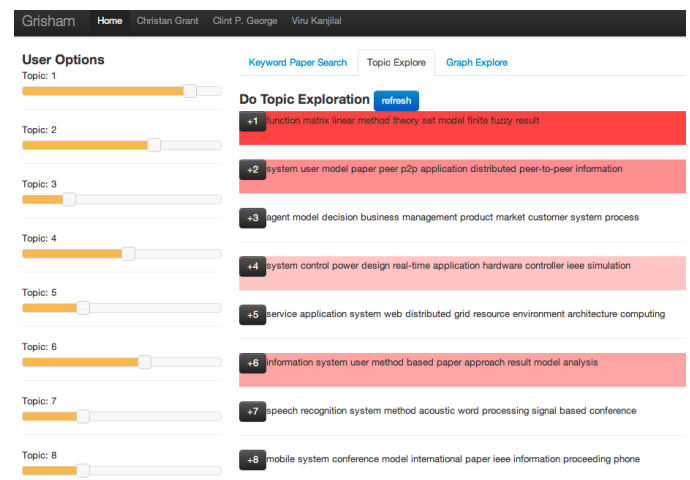 Grisham Home Christan Grant Clint P. George Viru Kanjilal
User Options
Topic: 1
Topic: 2
Topic: 3
Topic: 4
Topic: 5
Topic: 6
Topic: 7
Topic: 8
Keyword Paper Search Topic Explore Graph Explore
Do Topic Exploration refresh
+1 function matrix linear method theory set model finite fuzzy result
+2 system user model paper peer p2p application distributed peer-to-peer information
+3 agent model decision business management product market customer system process
+4 system control power design real-time application hardware controller ieee simulation
+5 service application system web distributed grid resource environment architecture computing
+6 information system user method based paper approach result model analysis
+7 speech recognition system method acoustic word processing signal based conference
+8 mobile system conference model international paper ieee information proceeding phone